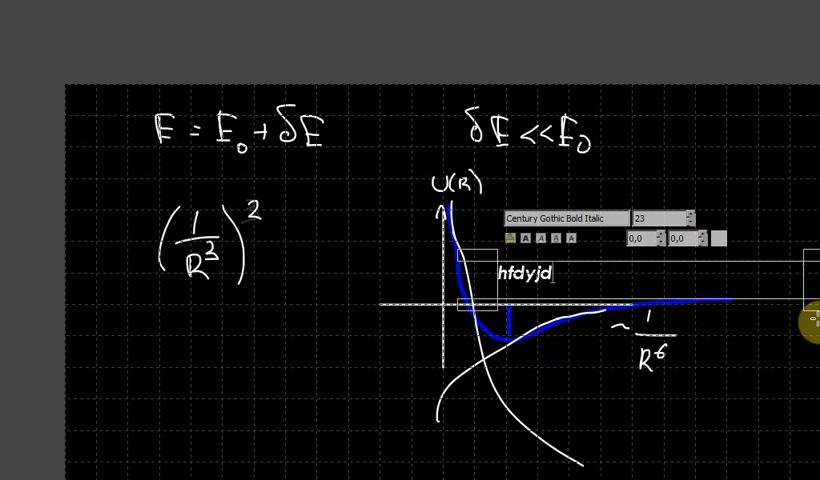 E = E₀ + δE
δE << E₀
U(R)
(1/R³)²
Century Gothic Bold Italic 23
A A A A 0,0 0,0
hfdyjd
~ 1/R⁶